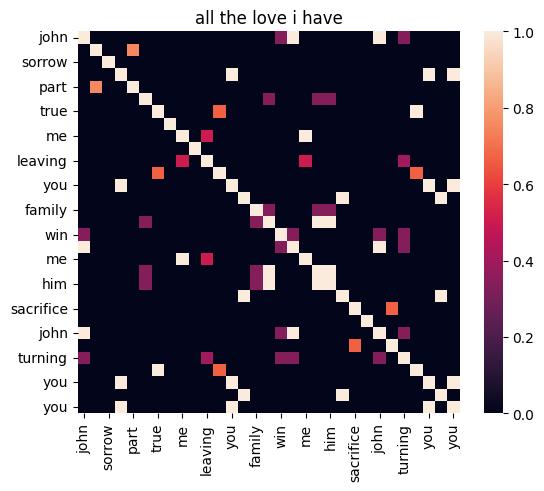 all the love i have
john
sorrow
part
true
me
leaving
you
family
win
me
him
sacrifice
john
turning
you
you
john
sorrow
part
true
me
leaving
you
family
win
me
him
sacrifice
john
turning
you
you
1.0
0.8
0.6
0.4
0.2
0.0